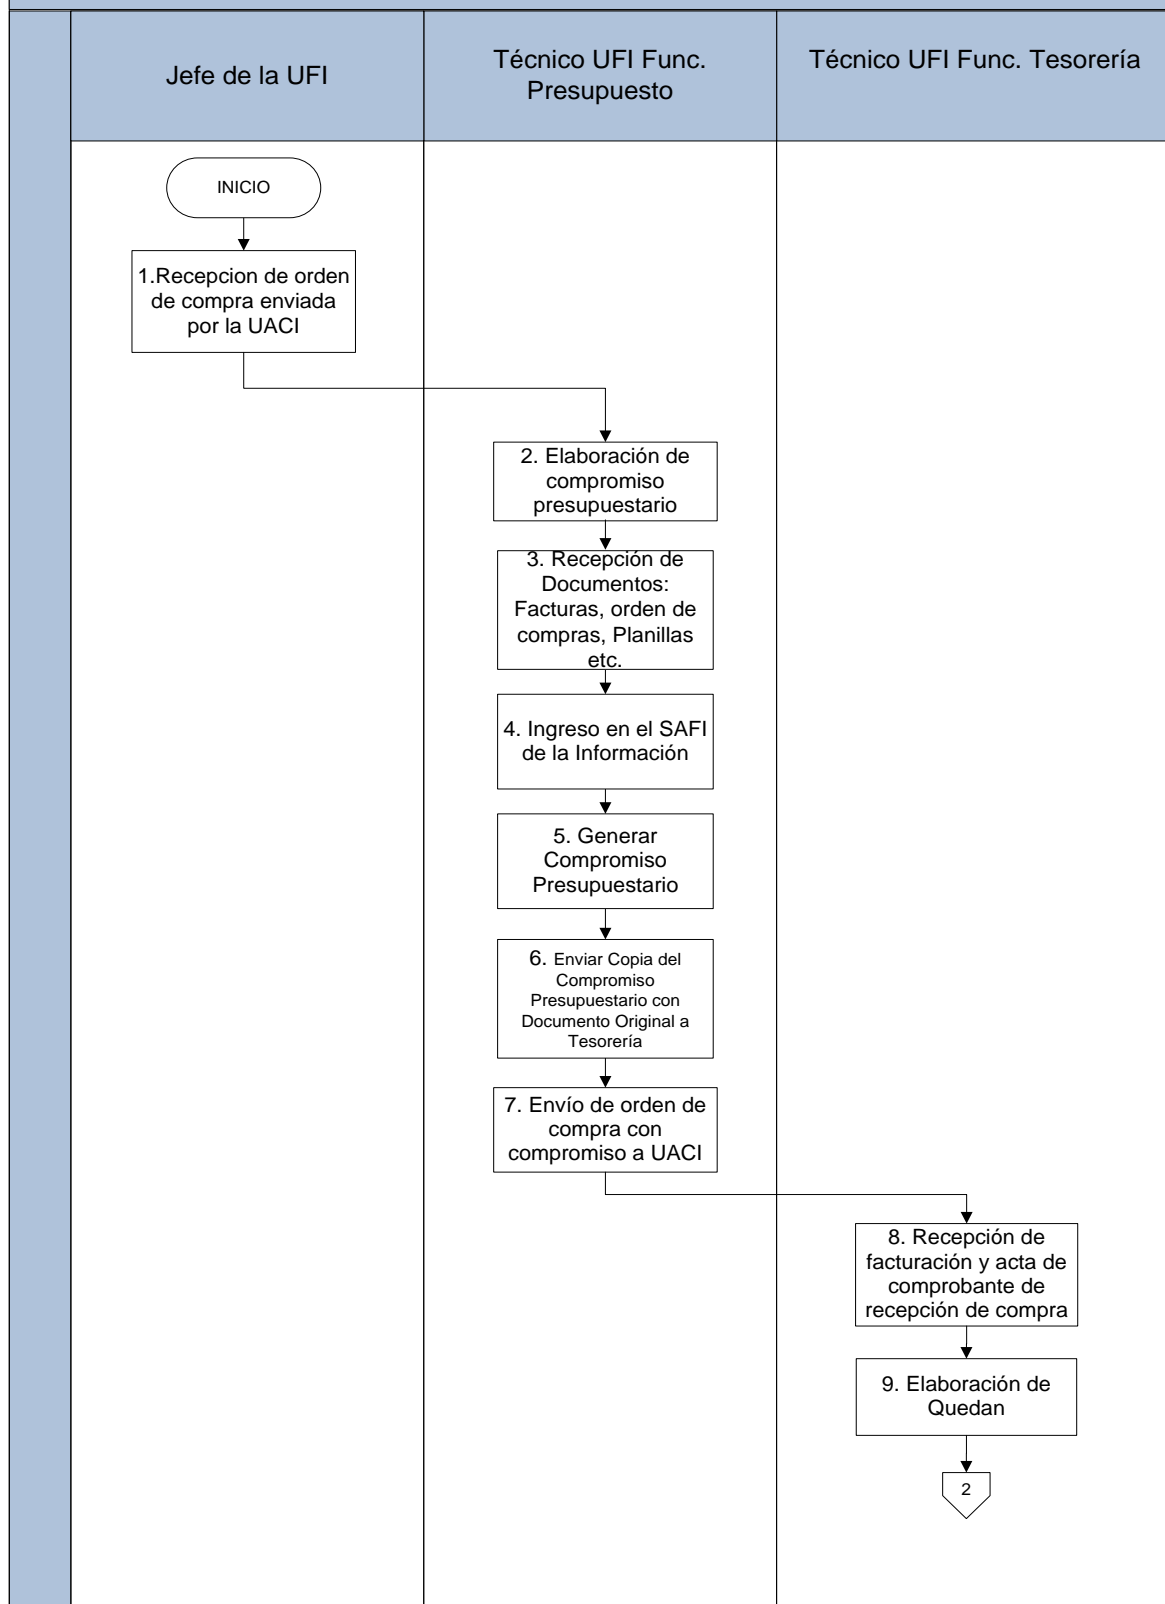 Jefe de la UFI
Técnico UFI Func.
Presupuesto
Técnico UFI Func. Tesorería
INICIO
1.Recepcion de orden
de compra enviada
por la UACI
2. Elaboración de
compromiso
presupuestario
3. Recepción de
Documentos:
Facturas, orden de
compras, Planillas
etc.
4. Ingreso en el SAFI
de la Información
5. Generar
Compromiso
Presupuestario
6. Enviar Copia del
Compromiso
Presupuestario con
Documento Original a
Tesorería
7. Envío de orden de
compra con
compromiso a UACI
8. Recepción de
facturación y acta de
comprobante de
recepción de compra
9. Elaboración de
Quedan
2